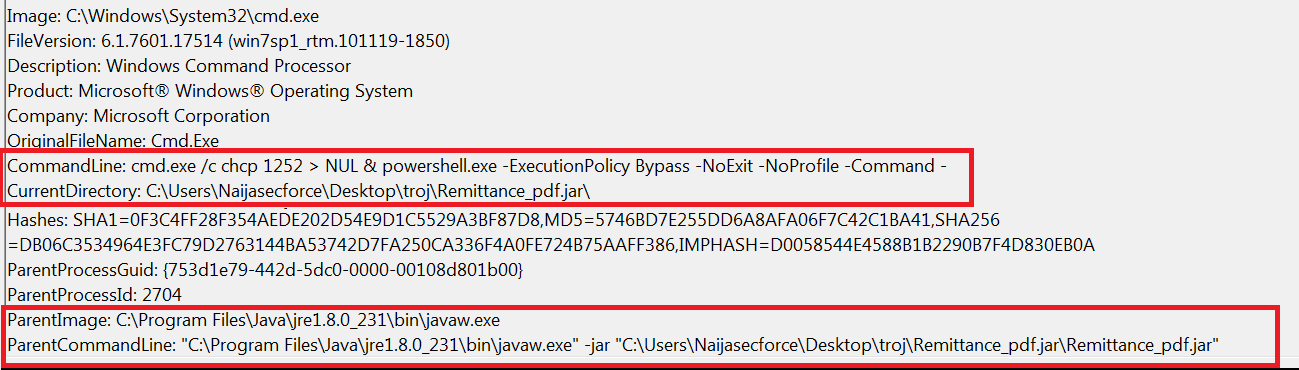 Image: C:\Windows\System32\cmd.exe
FileVersion: 6.1.7601.17514 (win7sp1_rtm.101119-1850)
Description: Windows Command Processor
Product: Microsoft® Windows® Operating System
Company: Microsoft Corporation
OriginalFileName: Cmd.Exe
CommandLine: cmd.exe /c chcp 1252 > NUL & powershell.exe -ExecutionPolicy Bypass -NoExit -NoProfile -Command -
CurrentDirectory: C:\Users\Naijasecforce\Desktop\troj\Remittance_pdf.jar\
Hashes: SHA1=0F3C4FF28F354AEDE202D54E9D1C5529A3BF87D8,MD5=5746BD7E255DD6A8AFA06F7C42C1BA41,SHA256
=DB06C3534964E3FC79D2763144BA53742D7FA250CA336F4A0FE724B75AAFF386,IMPHASH=D0058544E4588B1B2290B7F4D830EB0A
ParentProcessGuid: {753d1e79-442d-5dc0-0000-00108d801b00}
ParentProcessId: 2704
ParentImage: C:\Program Files\Java\jre1.8.0_231\bin\javaw.exe
ParentCommandLine: "C:\Program Files\Java\jre1.8.0_231\bin\javaw.exe" -jar "C:\Users\Naijasecforce\Desktop\troj\Remittance_pdf.jar\Remittance_pdf.jar"